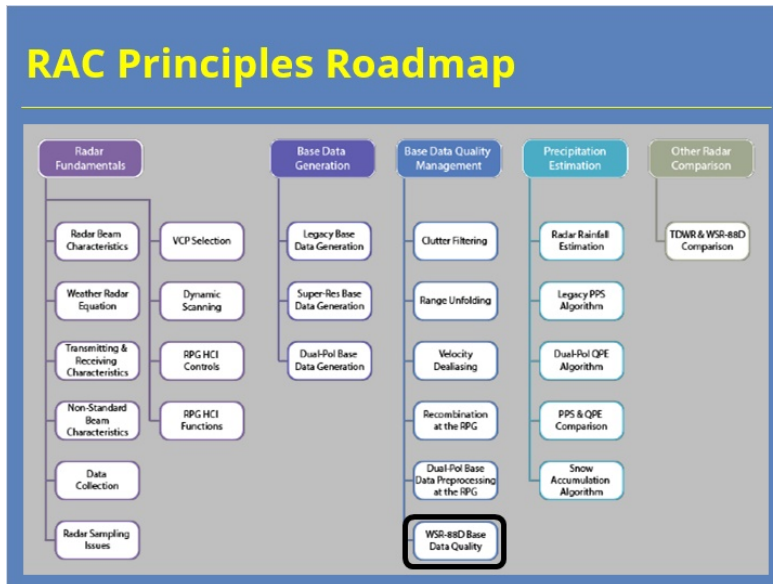 RAC Principles Roadmap
Radar
Fundamentals
Radar Beam
Characteristics
Weather Radar
Equation
Transmitting &
Receiving
Characteristics
Non-Standard
Beam
Characteristics
Data
Collection
Radar Sampling
Issues
VCP Selection
Dynamic
Scanning
RPG HCI
Controls
RPG HCI
Functions
Base Data
Generation
Legacy Base
Data Generation
Super-Res Base
Data Generation
Dual-Pol Base
Data Generation
Base Data Quality
Management
Clutter Filtering
Range Unfolding
Velocity
Dealiasing
Recombination
at the RPG
Dual-Pol Base
Data Preprocessing
at the RPG
WSR-88D Base
Data Quality
Precipitation
Estimation
Radar Rainfall
Estimation
Legacy PPS
Algorithm
Dual-Pol QPE
Algorithm
PPS & QPE
Comparison
Snow
Accumulation
Algorithm
Other Radar
Comparison
TDWR & WSR-88D
Comparison